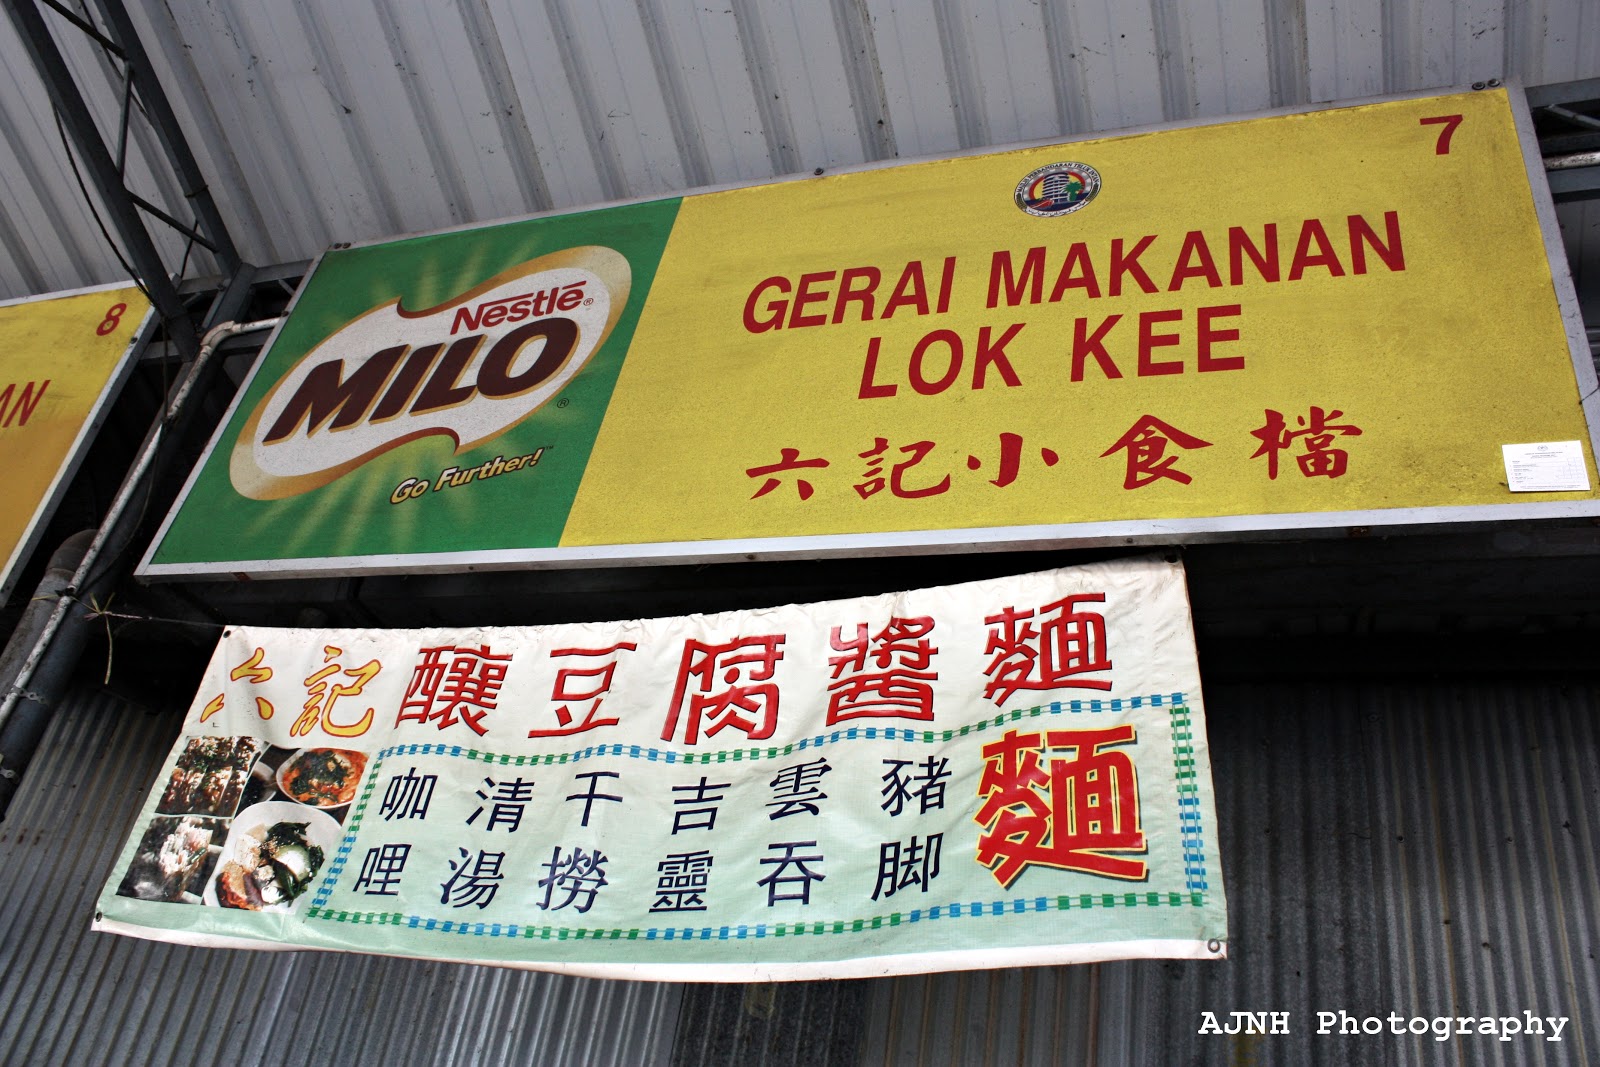 8
AN
7
Nestlé
MILO
Go Further!
GERAI MAKANAN
LOK KEE
六記小食檔
六記 釀豆腐醬麵
咖清干吉雲豬
哩湯撈靈吞脚
麵
AJNH Photography